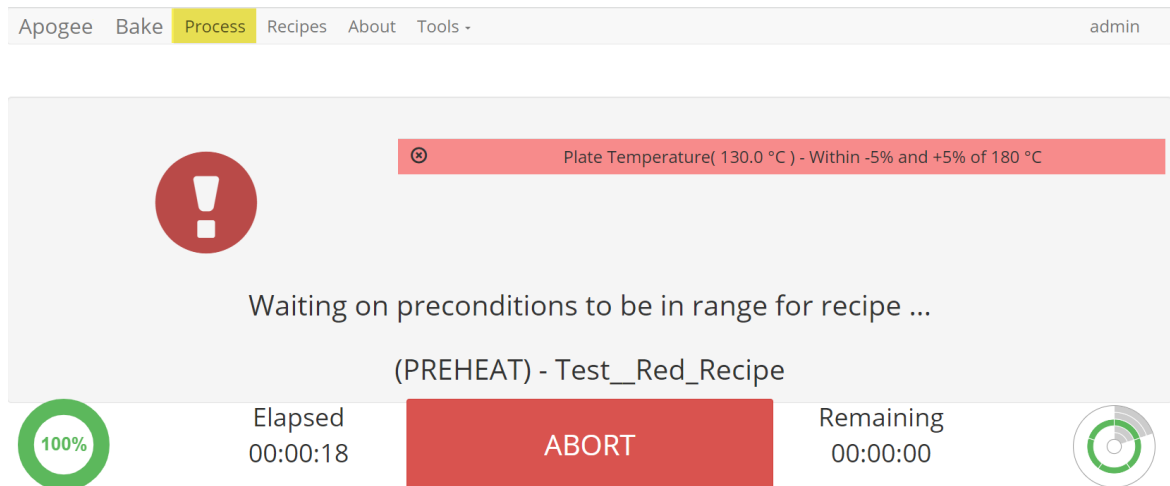 Apogee Bake Process Recipes About Tools admin
Plate Temperature( 130.0 °C ) - Within -5% and +5% of 180 °C
Waiting on preconditions to be in range for recipe ...
(PREHEAT) - Test__Red_Recipe
100%
Elapsed
00:00:18
ABORT
Remaining
00:00:00